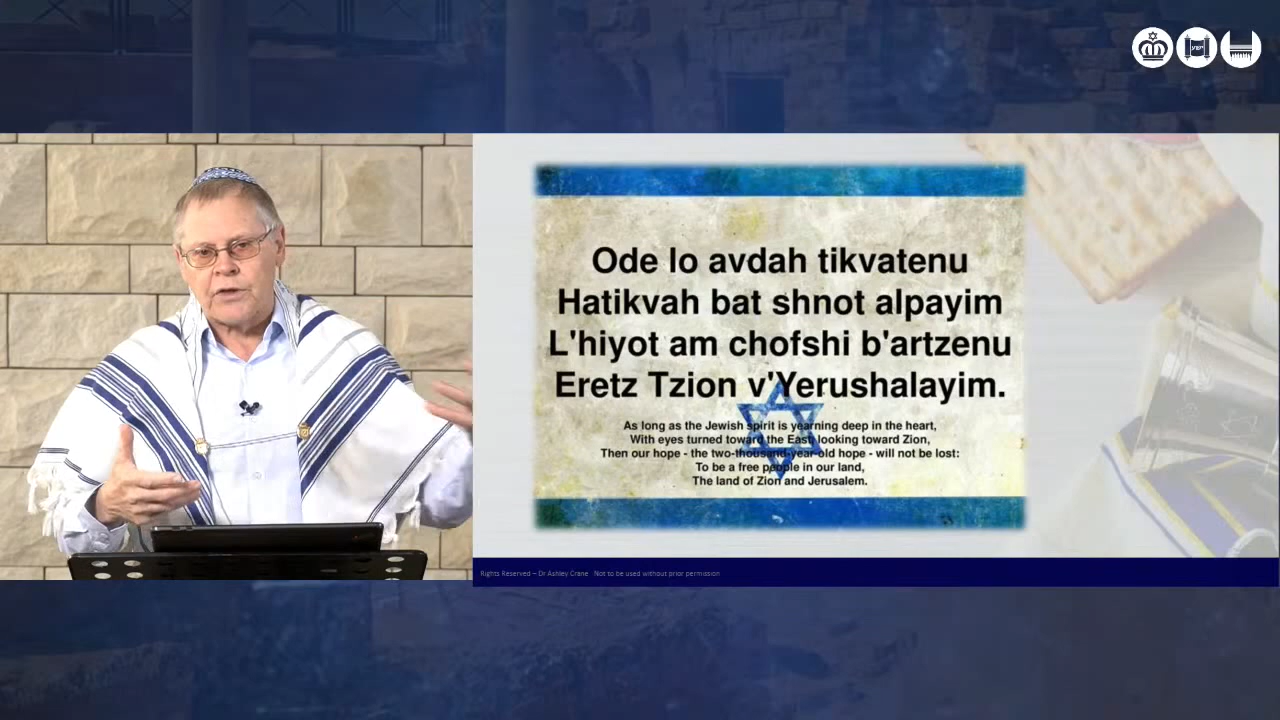 Ode lo avdah tikvatenu
Hatikvah bat shnot alpayim
L'hiyot am chofshi b'artzenu
Eretz Tzion v'Yerushalayim.
As long as the Jewish spirit is yearning deep in the heart,
With eyes turned toward the East, looking toward Zion,
Then our hope - the two-thousand-year-old hope - will not be lost:
To be a free people in our land,
The land of Zion and Jerusalem.
Rights Reserved – Dr Ashley Crane Not to be used without prior permission